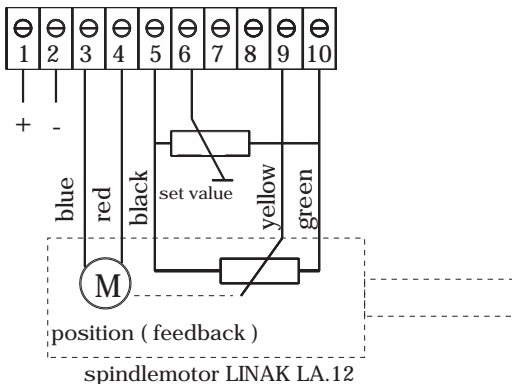 1 2 3 4 5 6 7 8 9 10
+ -
blue
red
black
set value
yellow
green
M
position ( feedback )
spindlemotor LINAK LA.12